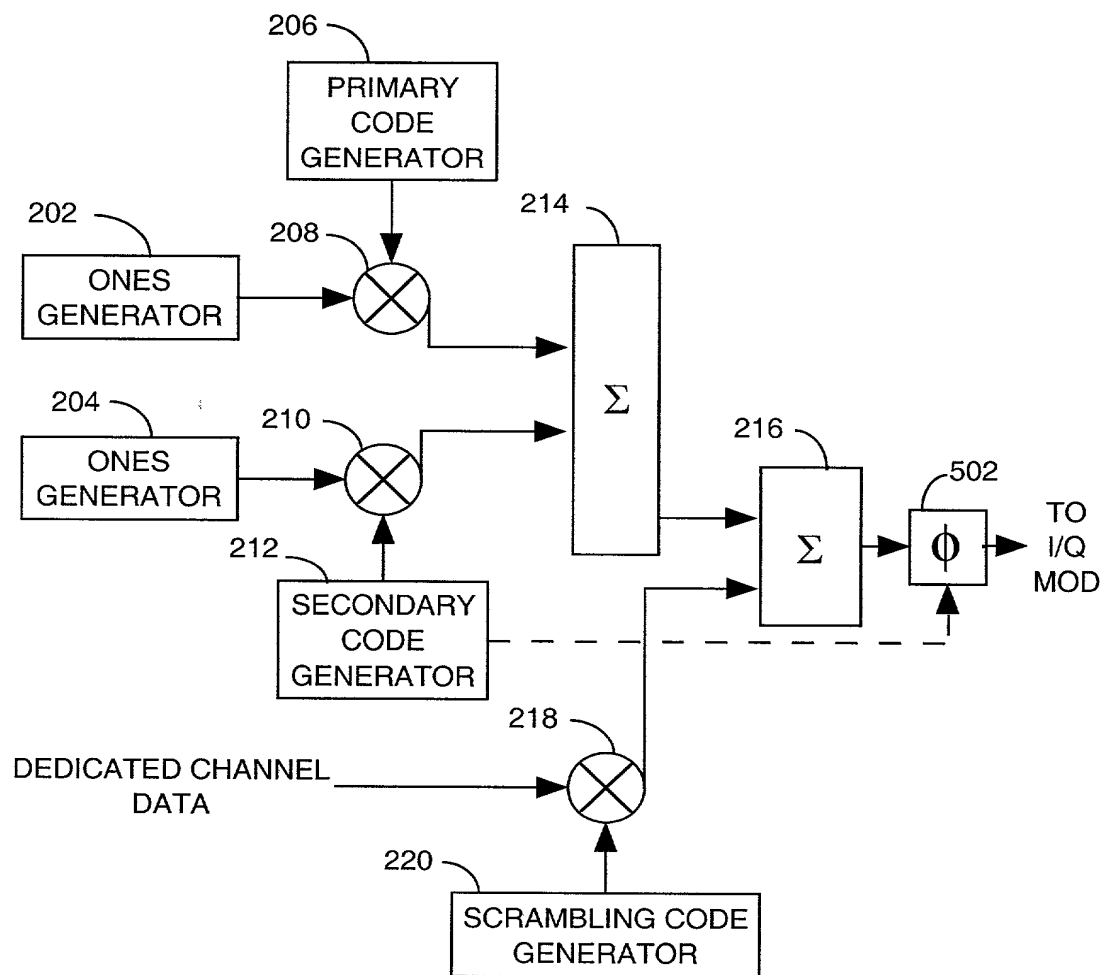 206
PRIMARY
CODE
GENERATOR
202
208
214
ONES
GENERATOR
Σ
204
210
216
502
ONES
GENERATOR
TO
I/Q
MOD
Σ
Φ
212
SECONDARY
CODE
GENERATOR
218
DEDICATED CHANNEL
DATA
220
SCRAMBLING CODE
GENERATOR